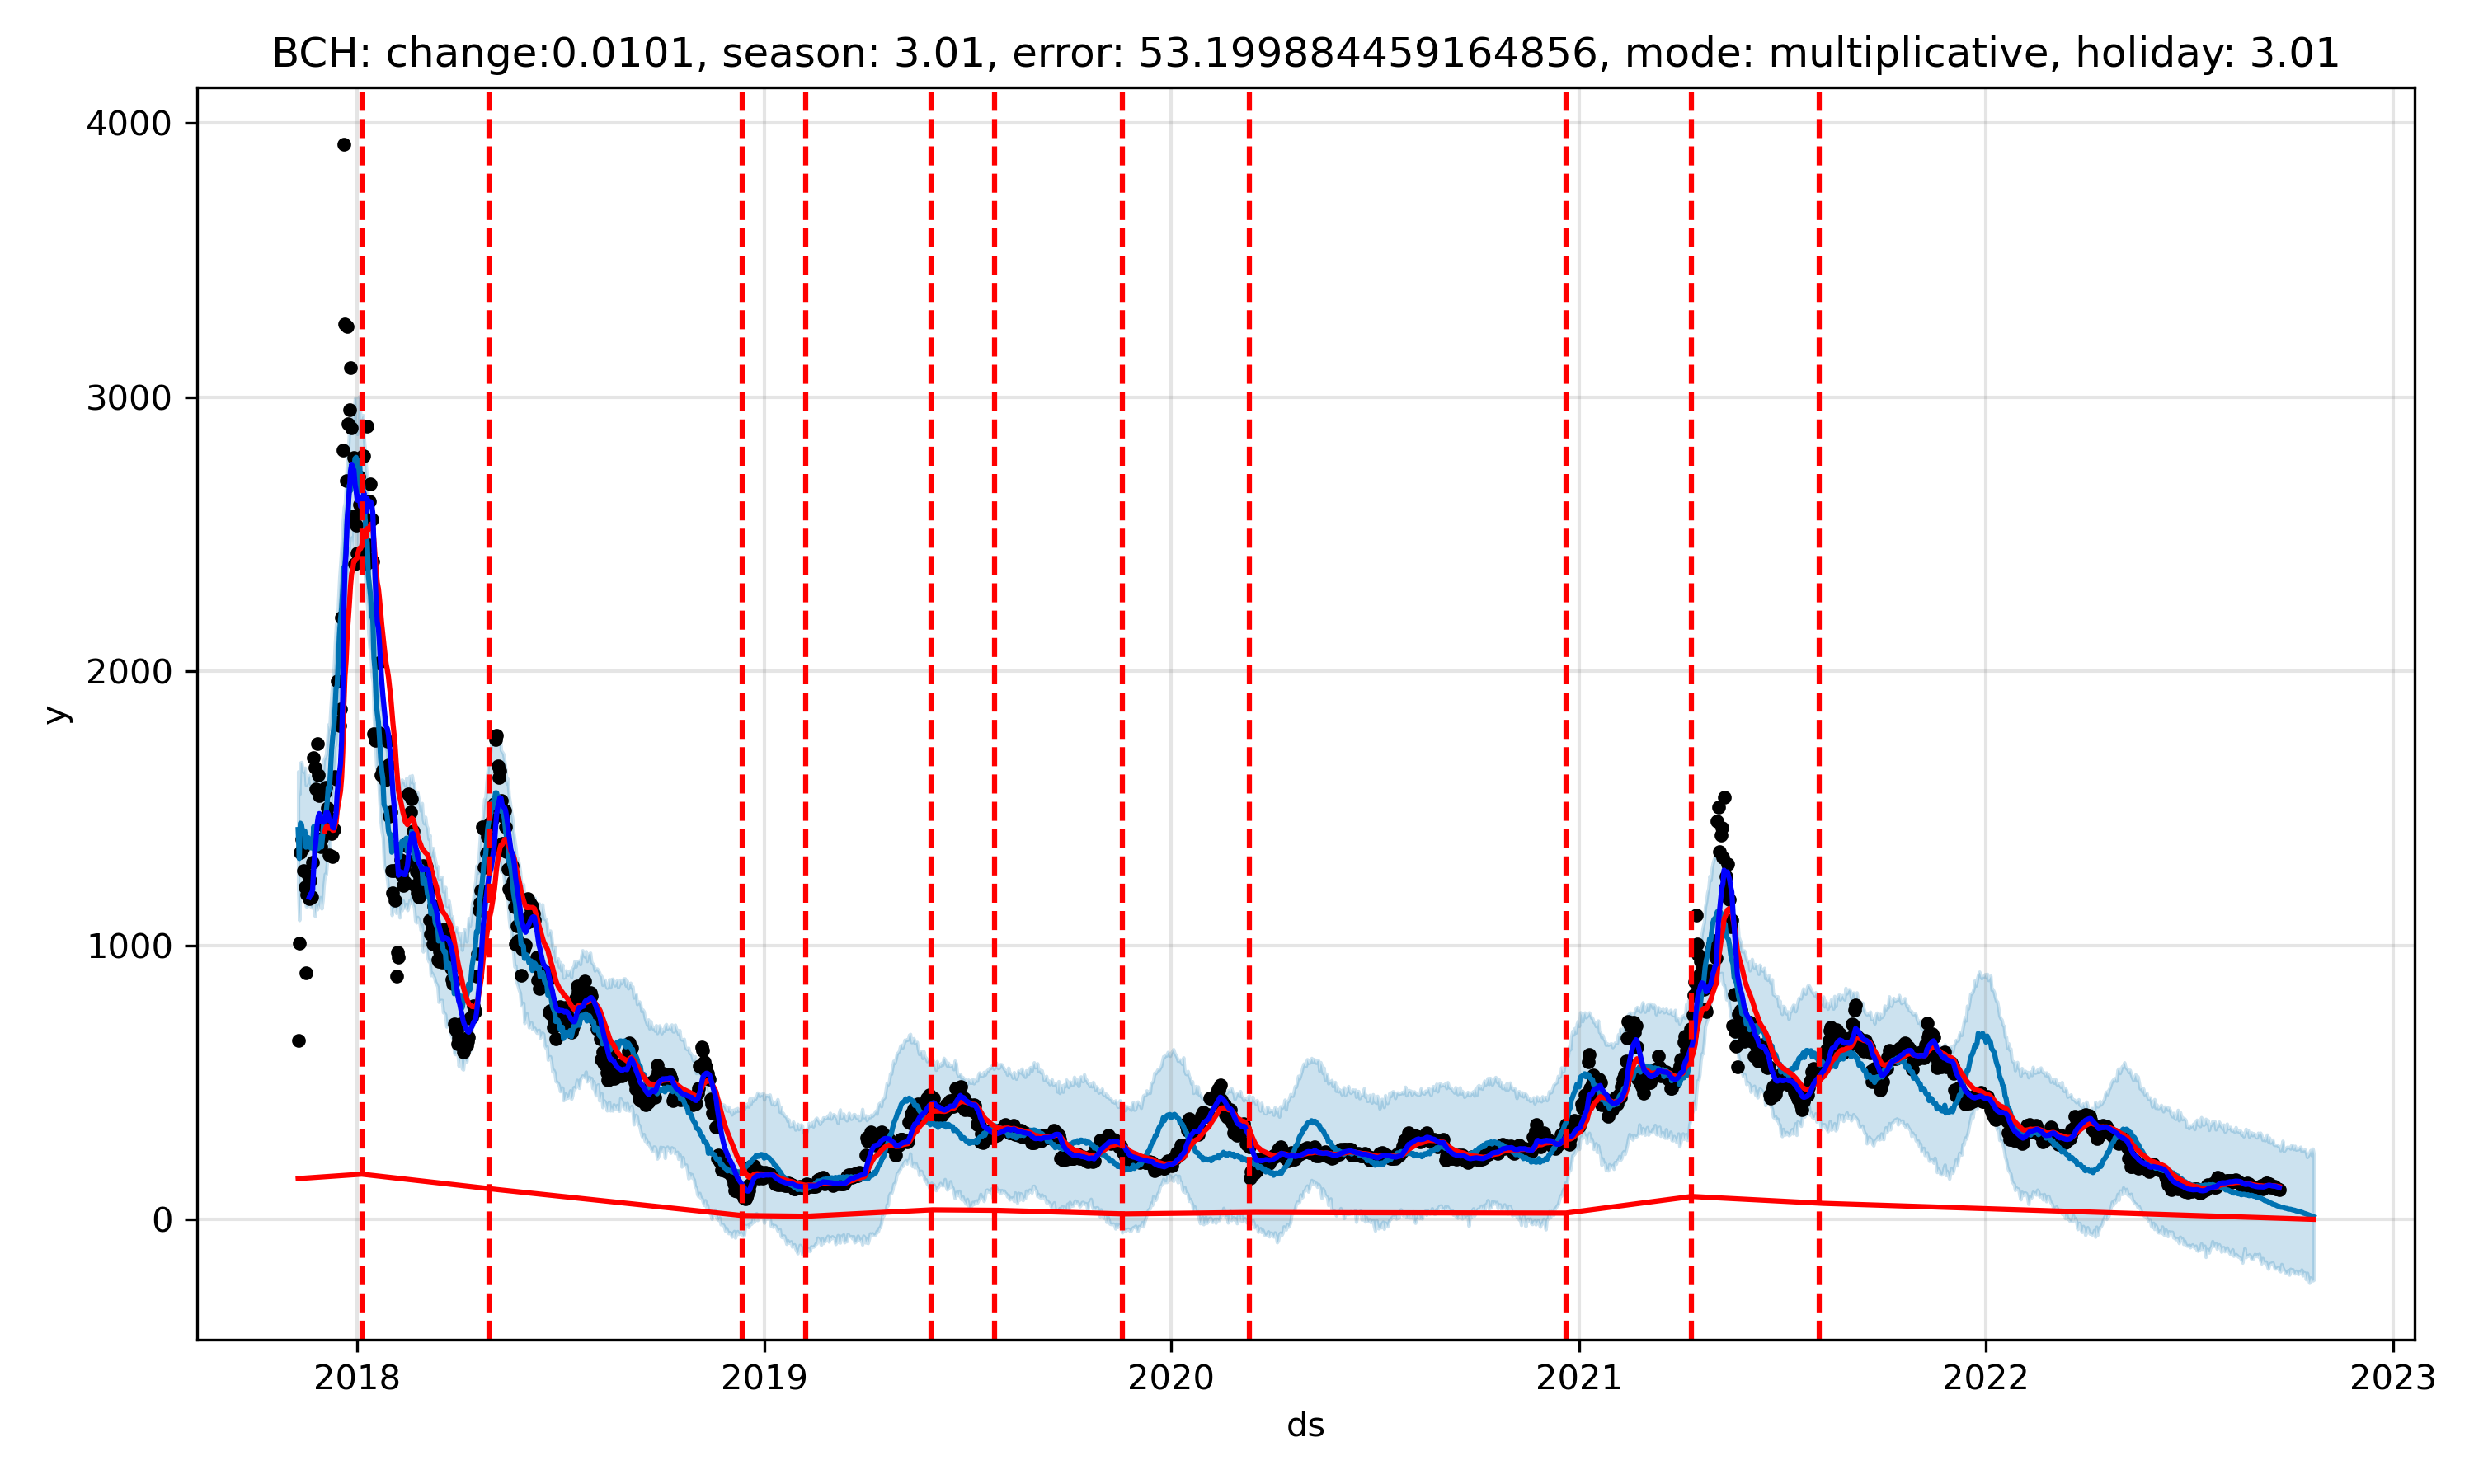 BCH: change:0.0101, season: 3.01, error: 53.199884459164856, mode: multiplicative, holiday: 3.01
4000
3000
2000
1000
0
y
2018 2019 2020 2021 2022 2023
ds